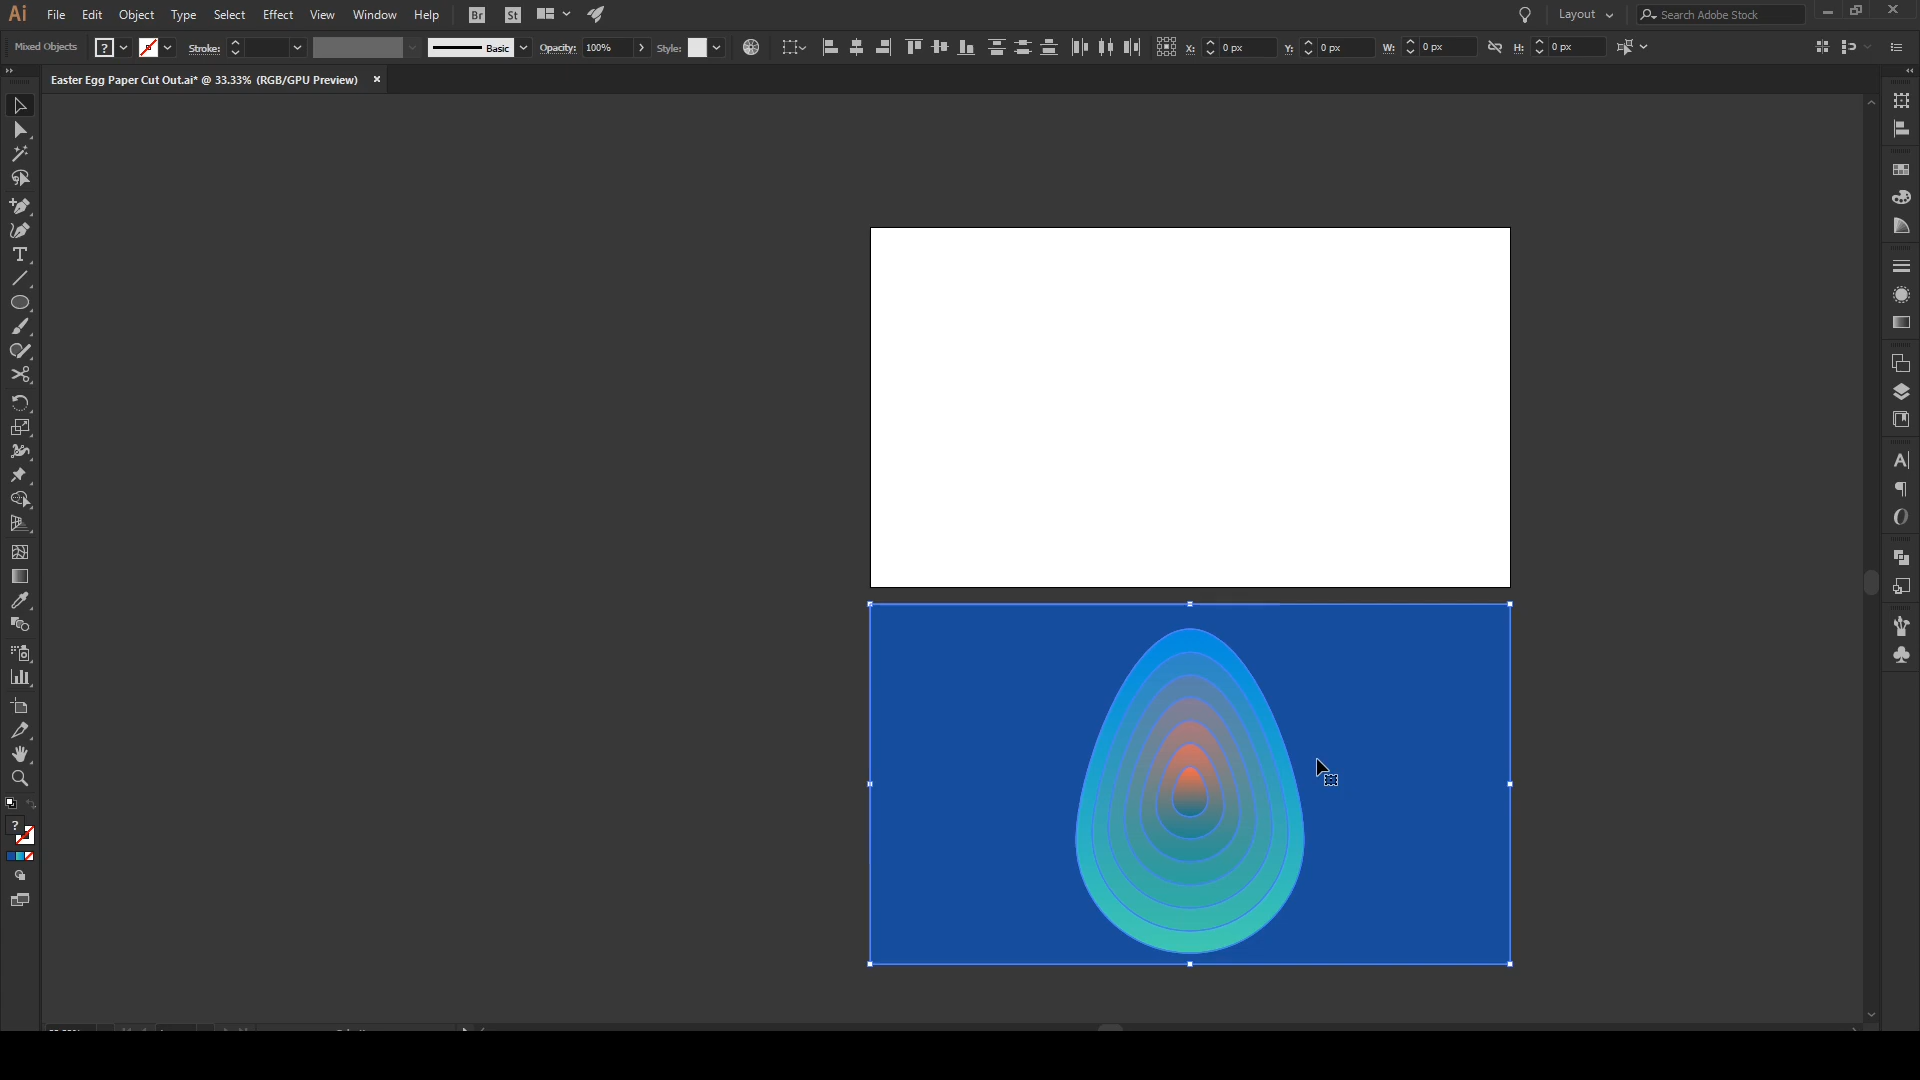 Ai File Edit Object Type Select Effect View Window Help Br St Layout Search Adobe Stock
Mixed Objects ? Stroke: Basic Opacity: 100% Style: X: 0 px Y: 0 px W: 0 px H: 0 px
Easter Egg Paper Cut Out.ai* @ 33.33% (RGB/GPU Preview)